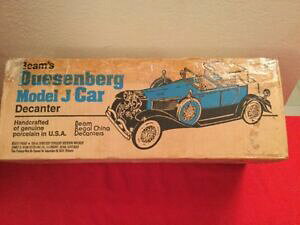 Beam's
Duesenberg
Model J Car
Decanter
Handcrafted
of genuine
porcelain in U.S.A.
Beam
Regal China
Decanters